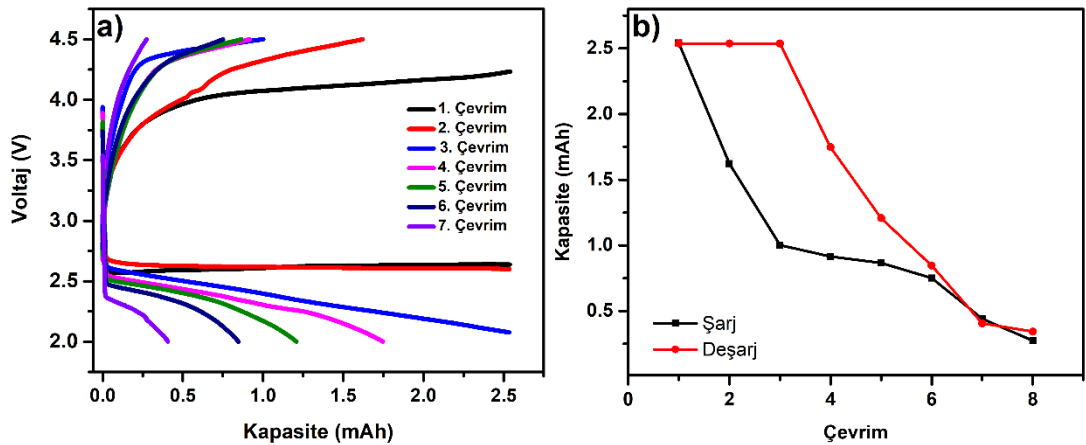 a)
4.5
4.0
3.5
3.0
2.5
2.0
Voltaj (V)
1. Çevrim
2. Çevrim
3. Çevrim
4. Çevrim
5. Çevrim
6. Çevrim
7. Çevrim
0.0 0.5 1.0 1.5 2.0 2.5
Kapasite (mAh)
b)
2.5
2.0
1.5
1.0
0.5
Kapasite (mAh)
Şarj
Deşarj
0 2 4 6 8
Çevrim